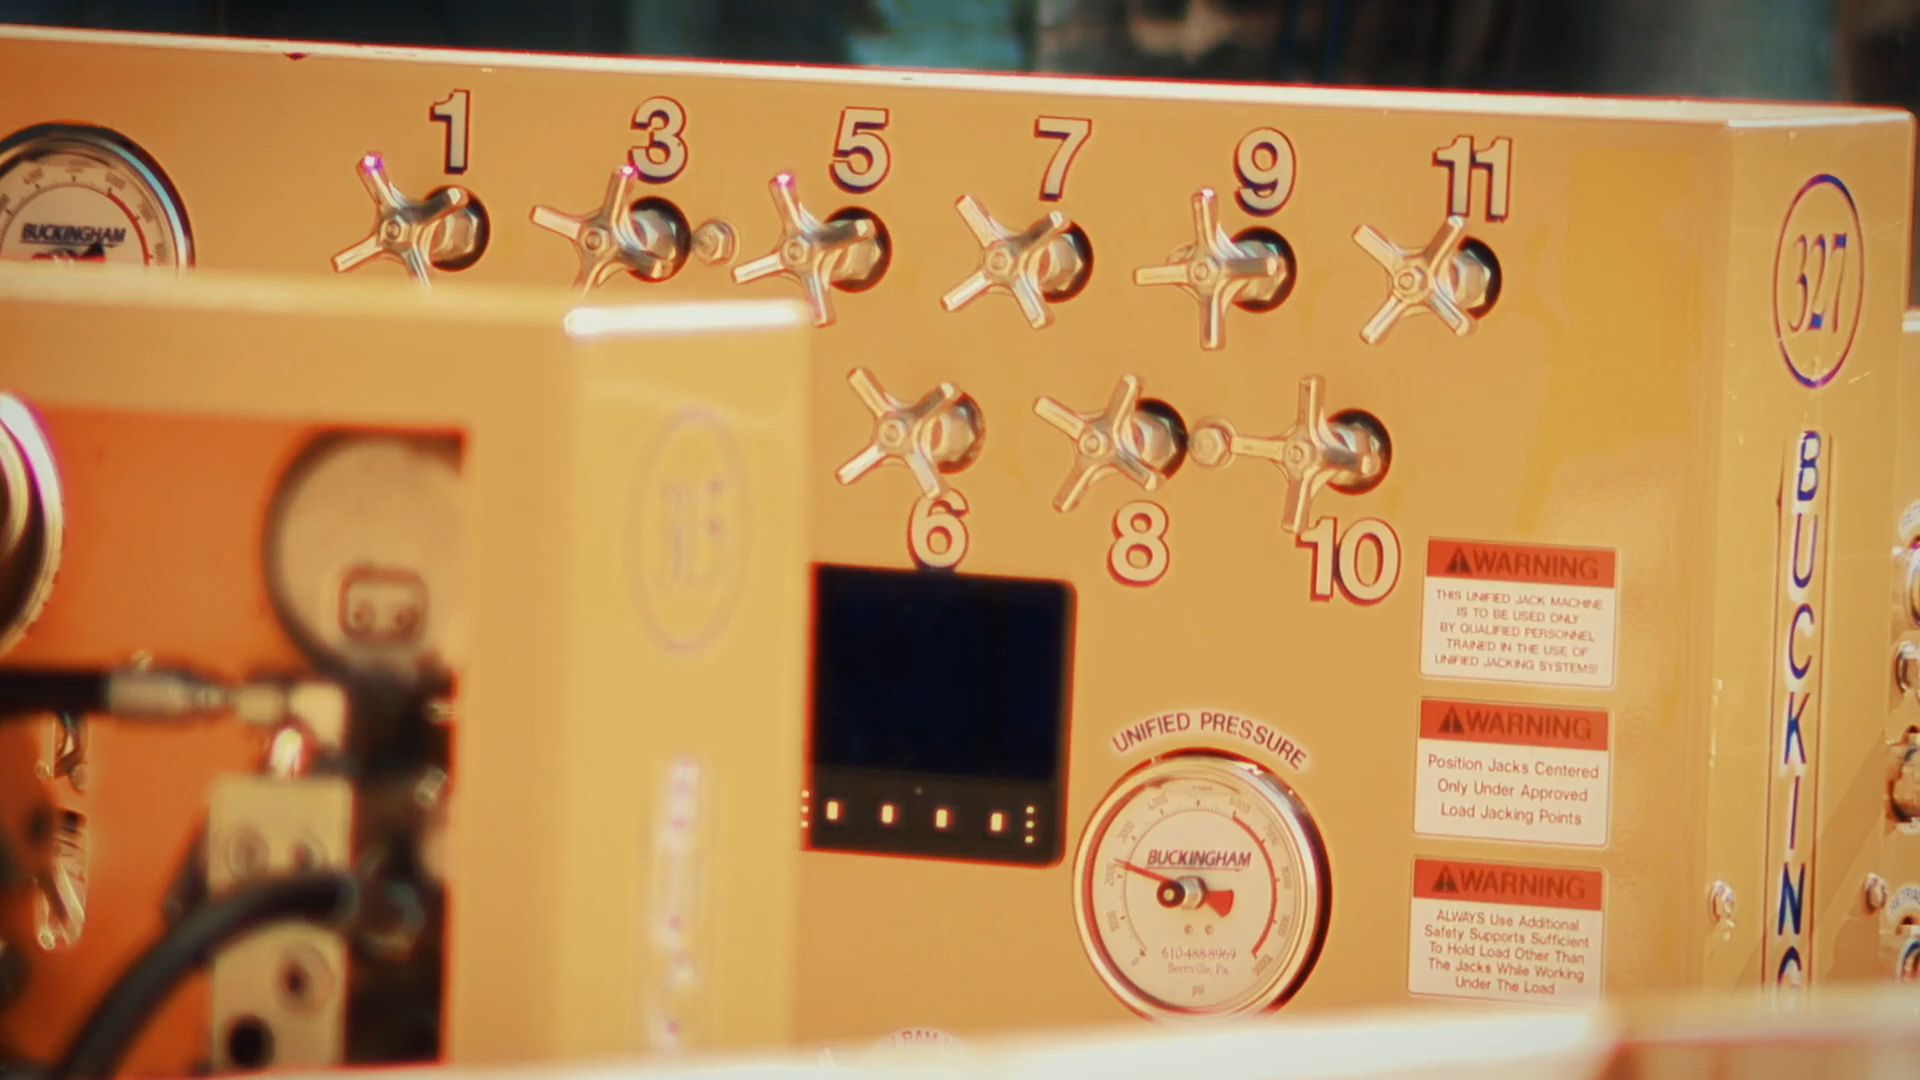 1 3 5 7 9 11
BUCKINGHAM
327
6 8 10
BUCKING
WARNING
THIS UNIFIED JACK MACHINE
IS TO BE USED ONLY
BY QUALIFIED PERSONNEL
TRAINED IN THE USE OF
UNIFIED JACKING SYSTEMS!
WARNING
Position Jacks Centered
Only Under Approved
Load Jacking Points
UNIFIED PRESSURE
BUCKINGHAM
610-488-8969
Bernville, Pa.
psi
WARNING
ALWAYS Use Additional
Safety Supports Sufficient
To Hold Load Other Than
The Jacks While Working
Under The Load